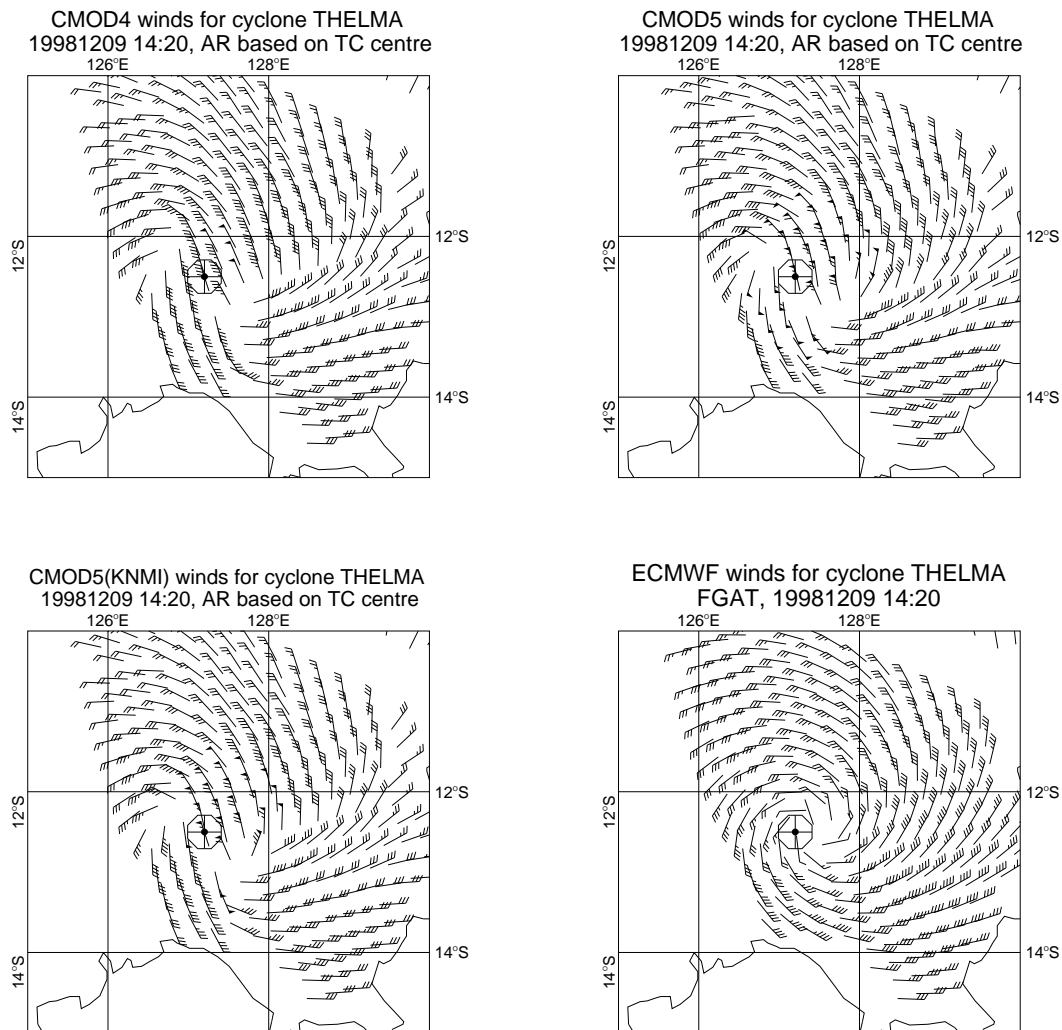 CMOD4 winds for cyclone THELMA
19981209 14:20, AR based on TC centre
126°E 128°E
12°S 12°S
14°S 14°S
CMOD5 winds for cyclone THELMA
19981209 14:20, AR based on TC centre
126°E 128°E
12°S 12°S
14°S 14°S
CMOD5(KNMI) winds for cyclone THELMA
19981209 14:20, AR based on TC centre
126°E 128°E
12°S 12°S
14°S 14°S
ECMWF winds for cyclone THELMA
FGAT, 19981209 14:20
126°E 128°E
12°S 12°S
14°S 14°S